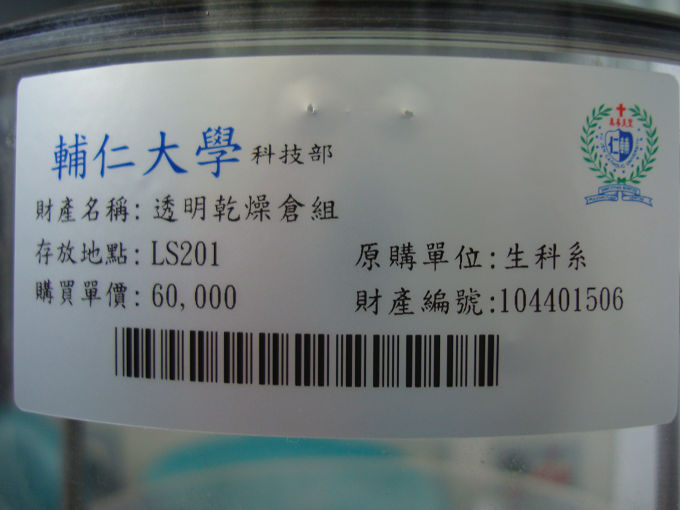 輔仁大學 科技部
財產名稱: 透明乾燥倉組
存放地點: LS201 原購單位: 生科系
購買單價: 60,000 財產編號:104401506